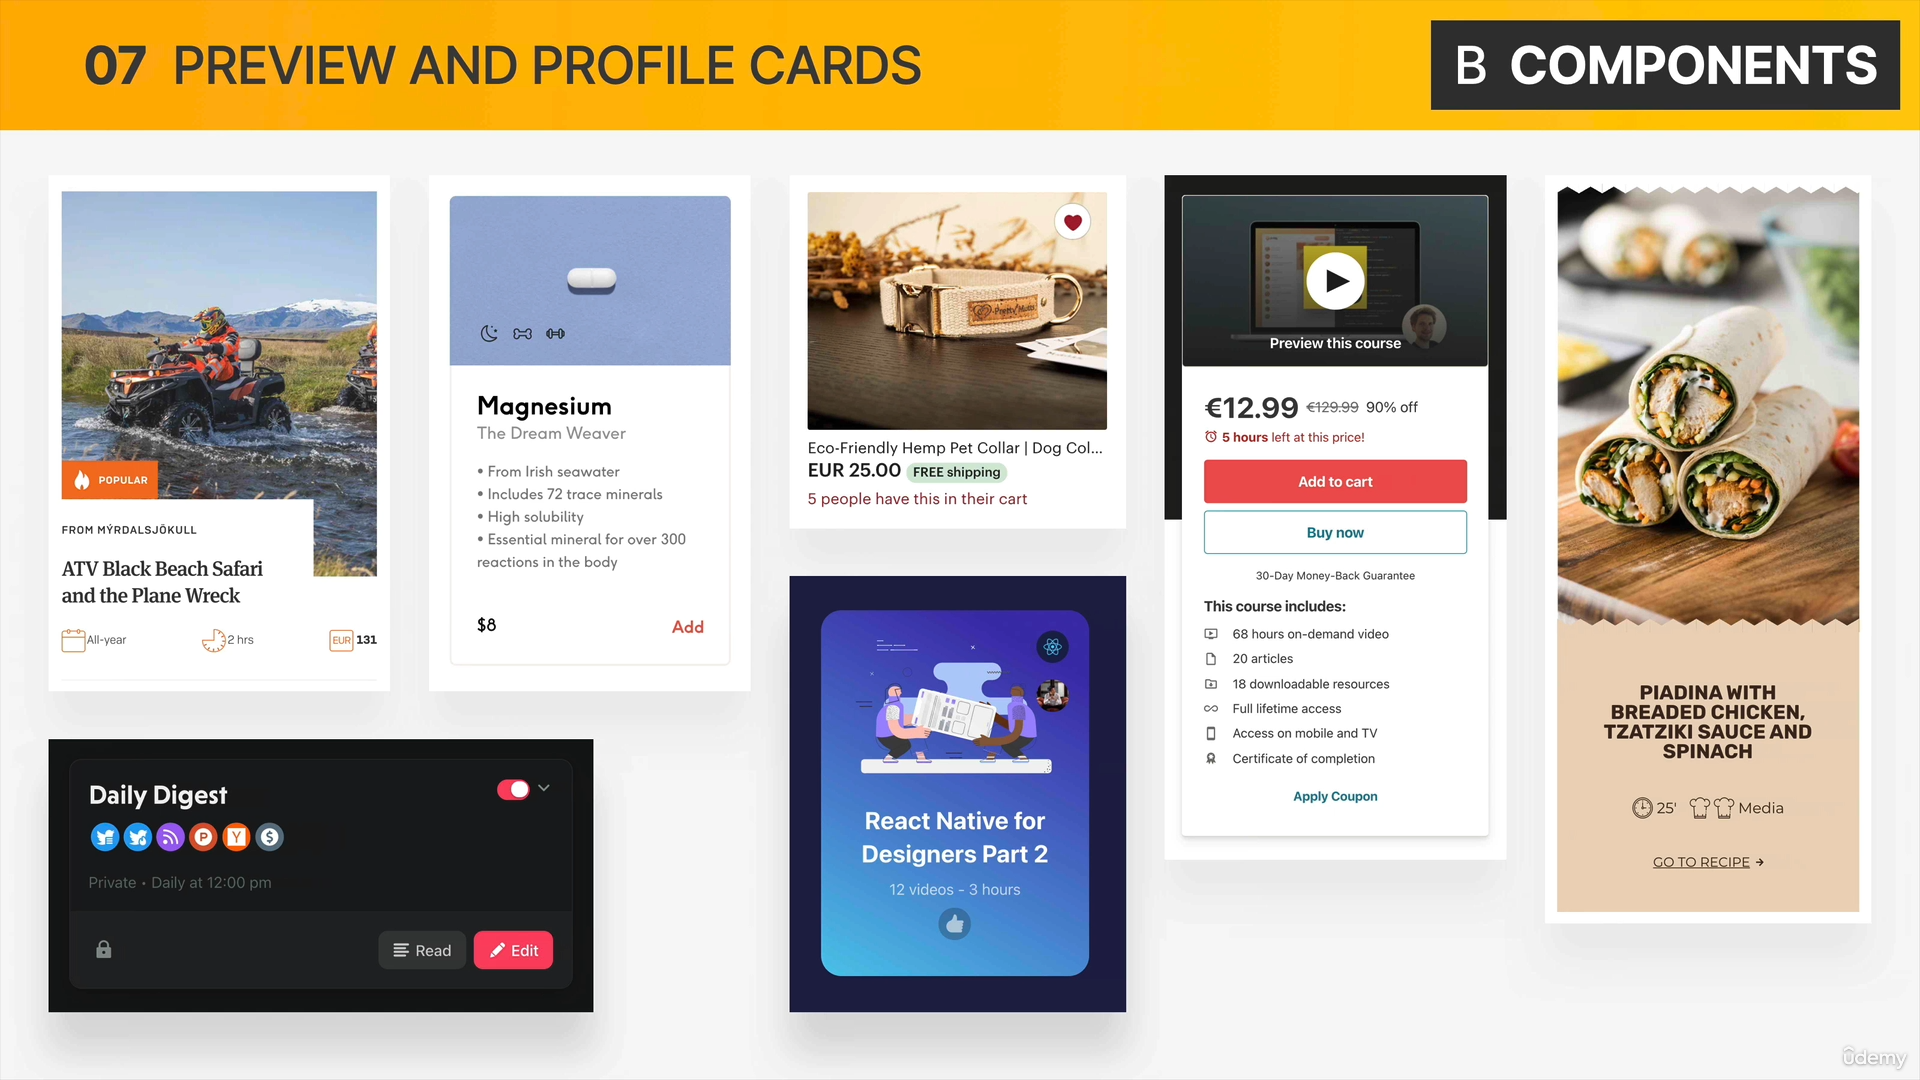 07 PREVIEW AND PROFILE CARDS
B COMPONENTS
POPULAR
FROM MÝRDALSJÖKULL
ATV Black Beach Safari
and the Plane Wreck
All-year
2 hrs
EUR 131
Magnesium
The Dream Weaver
• From Irish seawater
• Includes 72 trace minerals
• High solubility
• Essential mineral for over 300
reactions in the body
$8
Add
Pretty Mutts
Eco-Friendly Hemp Pet Collar | Dog Col...
EUR 25.00 FREE shipping
5 people have this in their cart
Preview this course
€12.99 €129.99 90% off
5 hours left at this price!
Add to cart
Buy now
30-Day Money-Back Guarantee
This course includes:
68 hours on-demand video
20 articles
18 downloadable resources
Full lifetime access
Access on mobile and TV
Certificate of completion
Apply Coupon
PIADINA WITH
BREADED CHICKEN,
TZATZIKI SAUCE AND
SPINACH
25' Media
GO TO RECIPE →
Daily Digest
P Y $
Private • Daily at 12:00 pm
Read
Edit
React Native for
Designers Part 2
12 videos - 3 hours
ûdemy